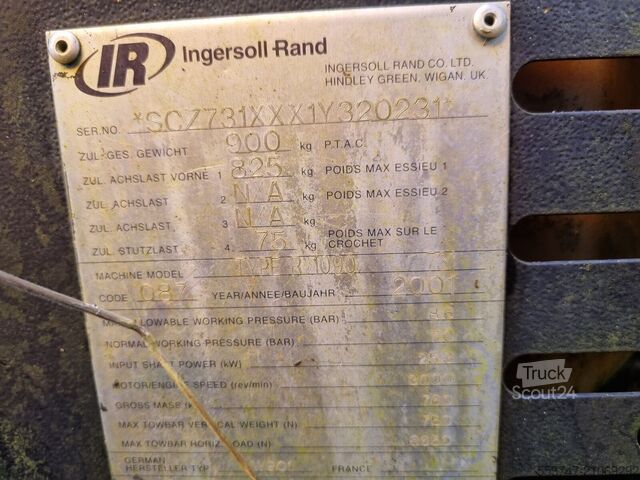 IR Ingersoll-Rand
INGERSOLL RAND CO. LTD.
HINDLEY GREEN, WIGAN. UK.
SER.NO. *SCZ731XXX1Y320231*
ZUL. GES. GEWICHT 900 kg P.T.A.C.
ZUL. ACHSLAST VORNE 1 825 kg POIDS MAX ESSIEU 1
ZUL. ACHSLAST 2 N/A kg POIDS MAX ESSIEU 2
ZUL. ACHSLAST 3 N/A kg
ZUL. STUTZLAST 4. 75 kg POIDS MAX SUR LE CROCHET
MACHINE MODEL TYPE R 1090
CODE 087 YEAR/ANNEE/BAUJAHR 2001
ALLOWABLE WORKING PRESSURE (BAR)
NORMAL WORKING PRESSURE (BAR)
INPUT SHAFT POWER (kW)
MOTOR/ENGINE SPEED (rev/min)
GROSS MASS
MAX TOWBAR VERTICAL WEIGHT (N)
MAX TOWBAR LOAD (N)
GERMAN
HERSTELLER TYP FRANCE
Truck
Scout24